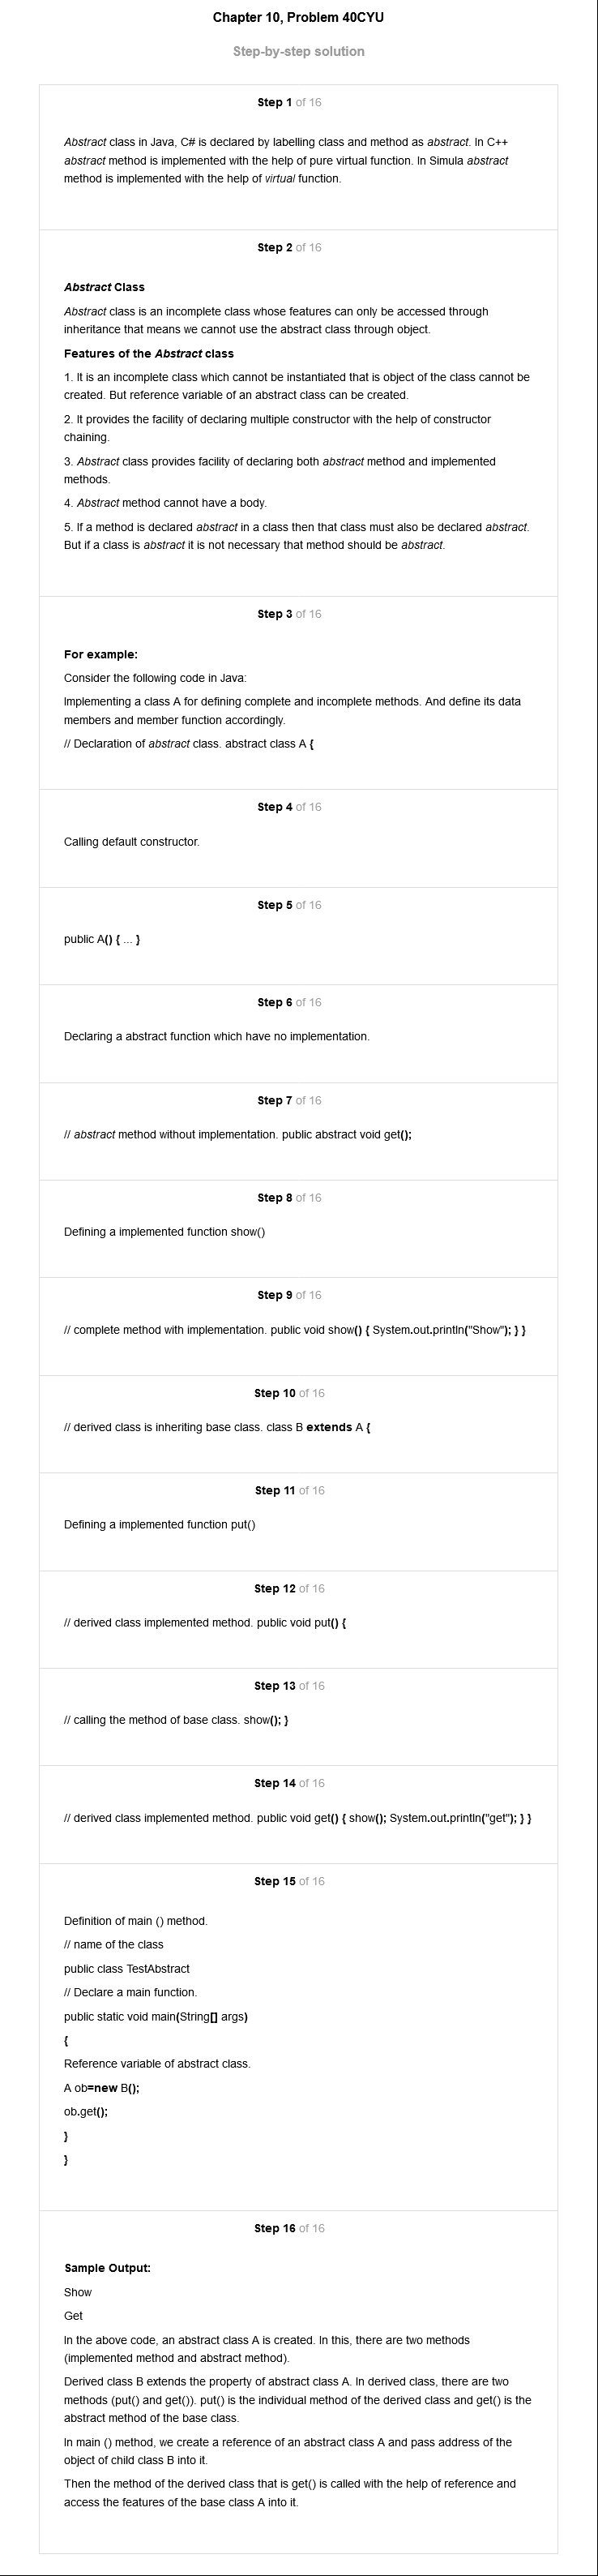 Chapter 10, Problem 40CYU
Step-by-step solution
Step 1 of 16
Abstract class in Java, C# is declared by labelling class and method as abstract. In C++
abstract method is implemented with the help of pure virtual function. In Simula abstract
method is implemented with the help of virtual function.
Step 2 of 16
Abstract Class
Abstract class is an incomplete class whose features can only be accessed through
inheritance that means we cannot use the abstract class through object.
Features of the Abstract class
1. It is an incomplete class which cannot be instantiated that is object of the class cannot be
created. But reference variable of an abstract class can be created.
2. It provides the facility of declaring multiple constructor with the help of constructor
chaining.
3. Abstract class provides facility of declaring both abstract method and implemented
methods.
4. Abstract method cannot have a body.
5. If a method is declared abstract in a class then that class must also be declared abstract.
But if a class is abstract it is not necessary that method should be abstract.
Step 3 of 16
For example:
Consider the following code in Java:
Implementing a class A for defining complete and incomplete methods. And define its data
members and member function accordingly.
// Declaration of abstract class. abstract class A {
Step 4 of 16
Calling default constructor.
Step 5 of 16
public A() { ... }
Step 6 of 16
Declaring a abstract function which have no implementation.
Step 7 of 16
// abstract method without implementation. public abstract void get();
Step 8 of 16
Defining a implemented function show()
Step 9 of 16
// complete method with implementation. public void show() { System.out.println("Show"); } }
Step 10 of 16
// derived class is inheriting base class. class B extends A {
Step 11 of 16
Defining a implemented function put()
Step 12 of 16
// derived class implemented method. public void put() {
Step 13 of 16
// calling the method of base class. show(); }
Step 14 of 16
// derived class implemented method. public void get() { show(); System.out.println("get"); } }
Step 15 of 16
Definition of main () method.
// name of the class
public class TestAbstract
// Declare a main function.
public static void main(String[] args)
{
Reference variable of abstract class.
A ob=new B();
ob.get();
}
}
Step 16 of 16
Sample Output:
Show
Get
In the above code, an abstract class A is created. In this, there are two methods
(implemented method and abstract method).
Derived class B extends the property of abstract class A. In derived class, there are two
methods (put() and get()). put() is the individual method of the derived class and get() is the
abstract method of the base class.
In main () method, we create a reference of an abstract class A and pass address of the
object of child class B into it.
Then the method of the derived class that is get() is called with the help of reference and
access the features of the base class A into it.